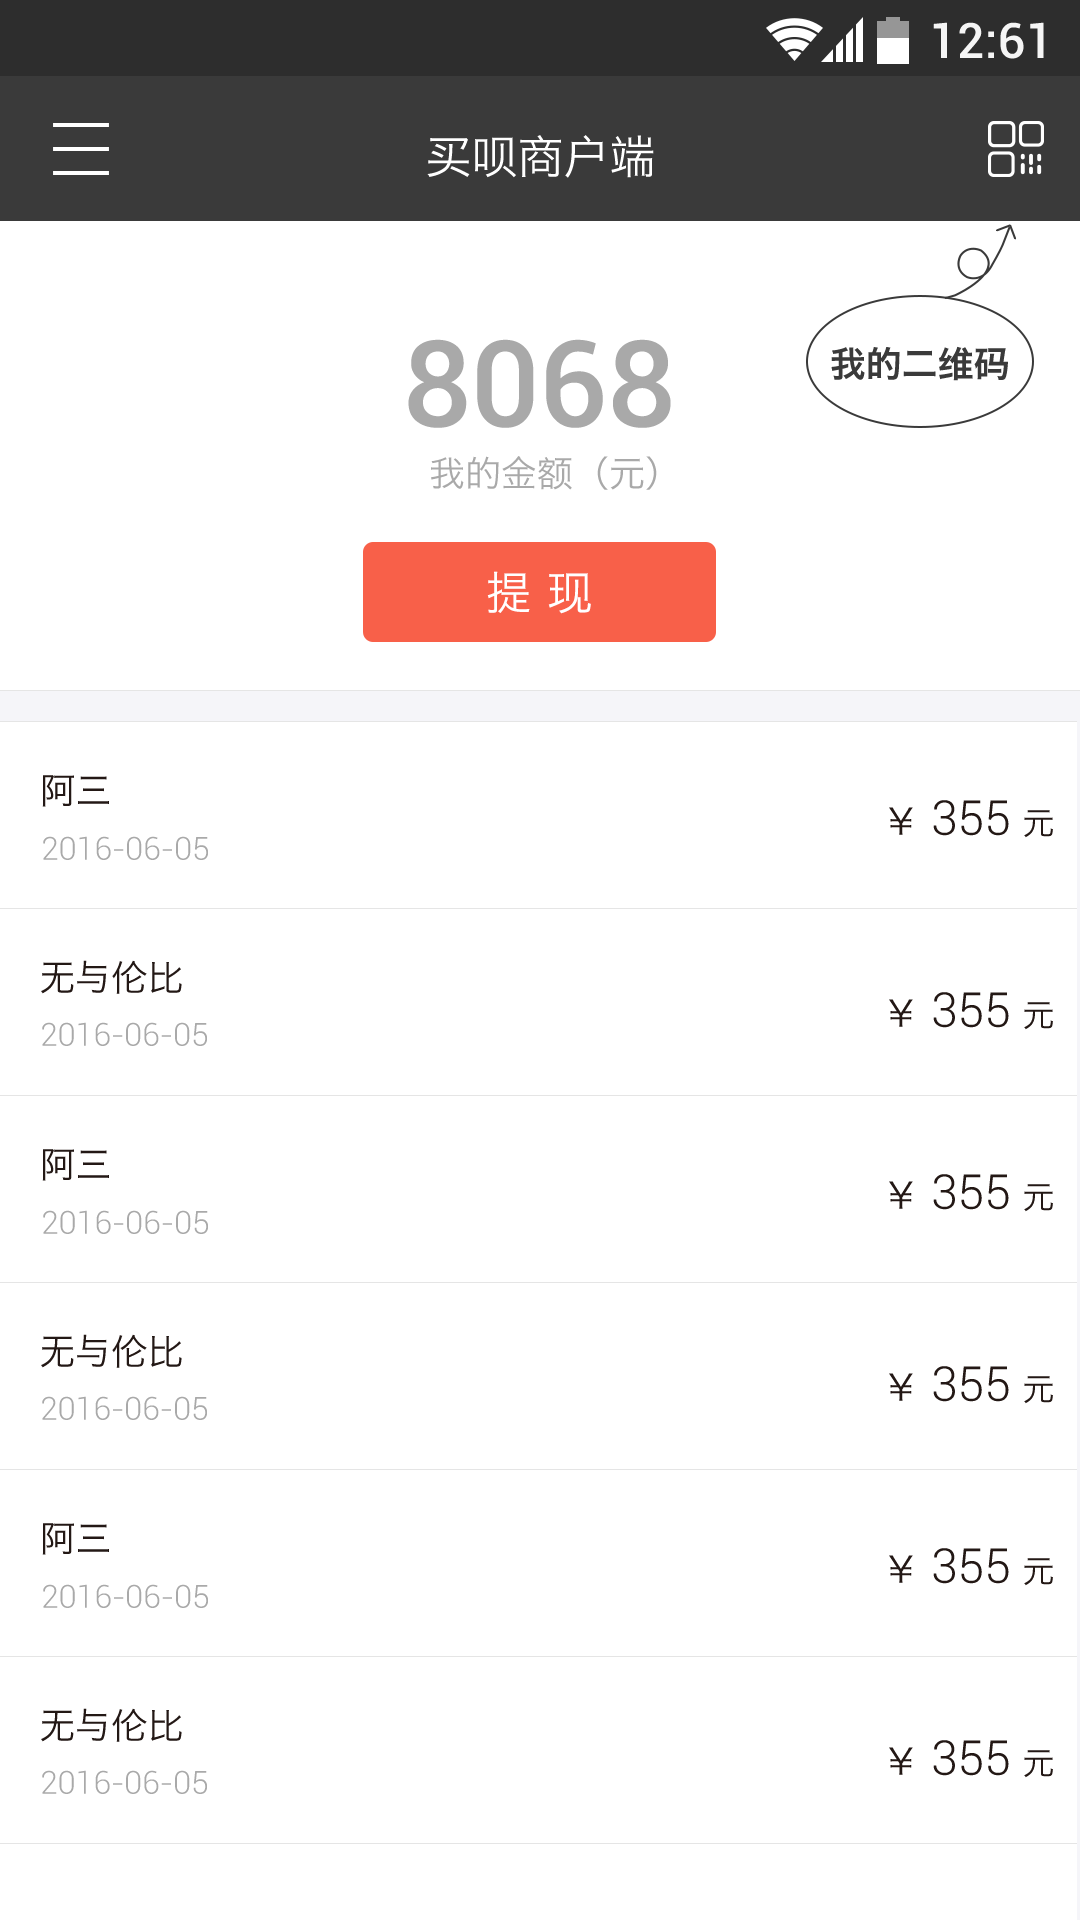 12:61
买呗商户端
我的二维码
8068
我的金额（元）
提 现
阿三
2016-06-05
¥ 355 元
无与伦比
2016-06-05
¥ 355 元
阿三
2016-06-05
¥ 355 元
无与伦比
2016-06-05
¥ 355 元
阿三
2016-06-05
¥ 355 元
无与伦比
2016-06-05
¥ 355 元